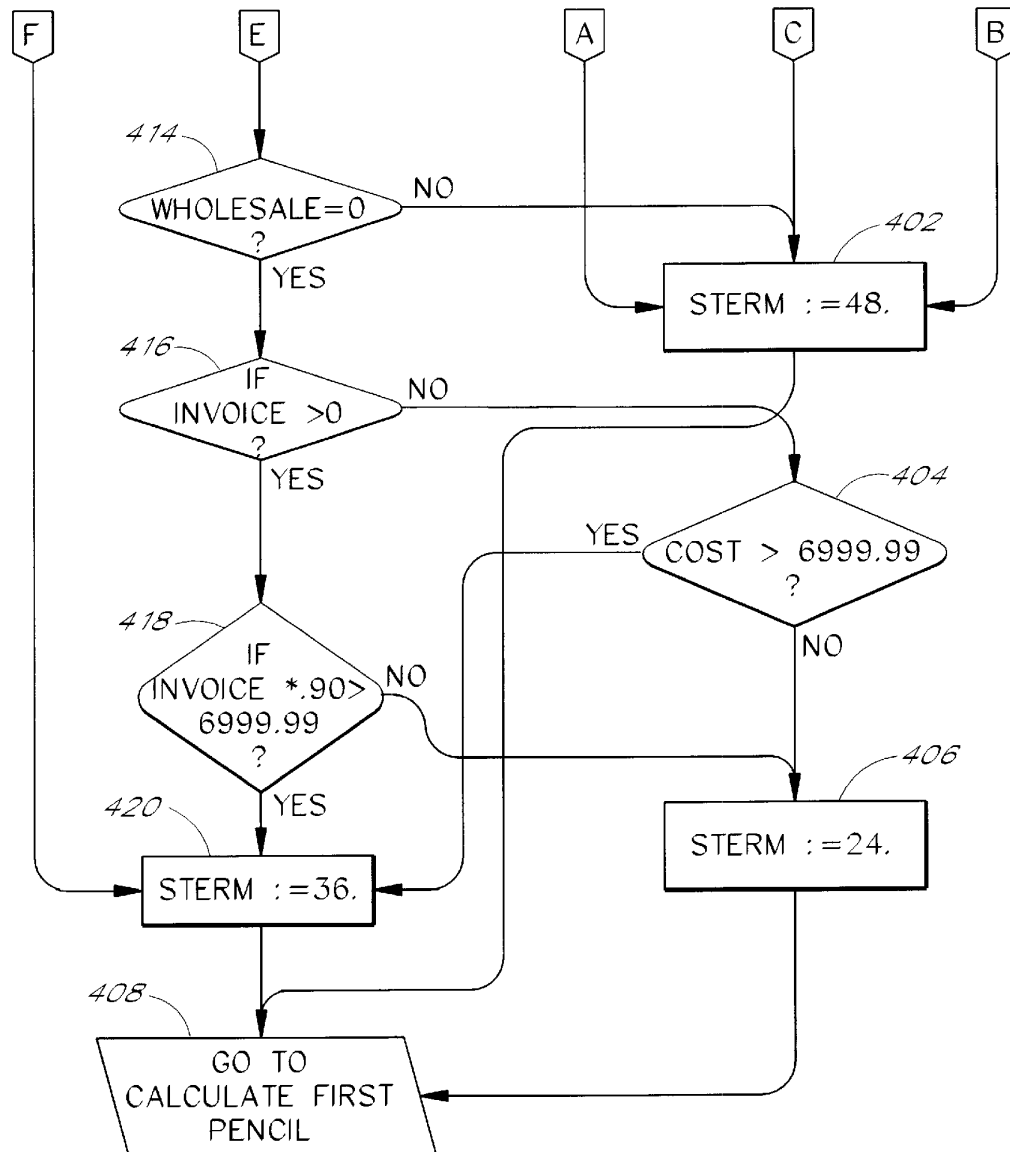 F
E
A
C
B
414
WHOLESALE=0
?
NO
YES
402
STERM :=48.
416
IF
INVOICE >0
?
NO
YES
404
COST > 6999.99
?
YES
NO
418
IF
INVOICE *.90>
6999.99
?
NO
YES
406
STERM :=24.
420
STERM :=36.
408
GO TO
CALCULATE FIRST
PENCIL